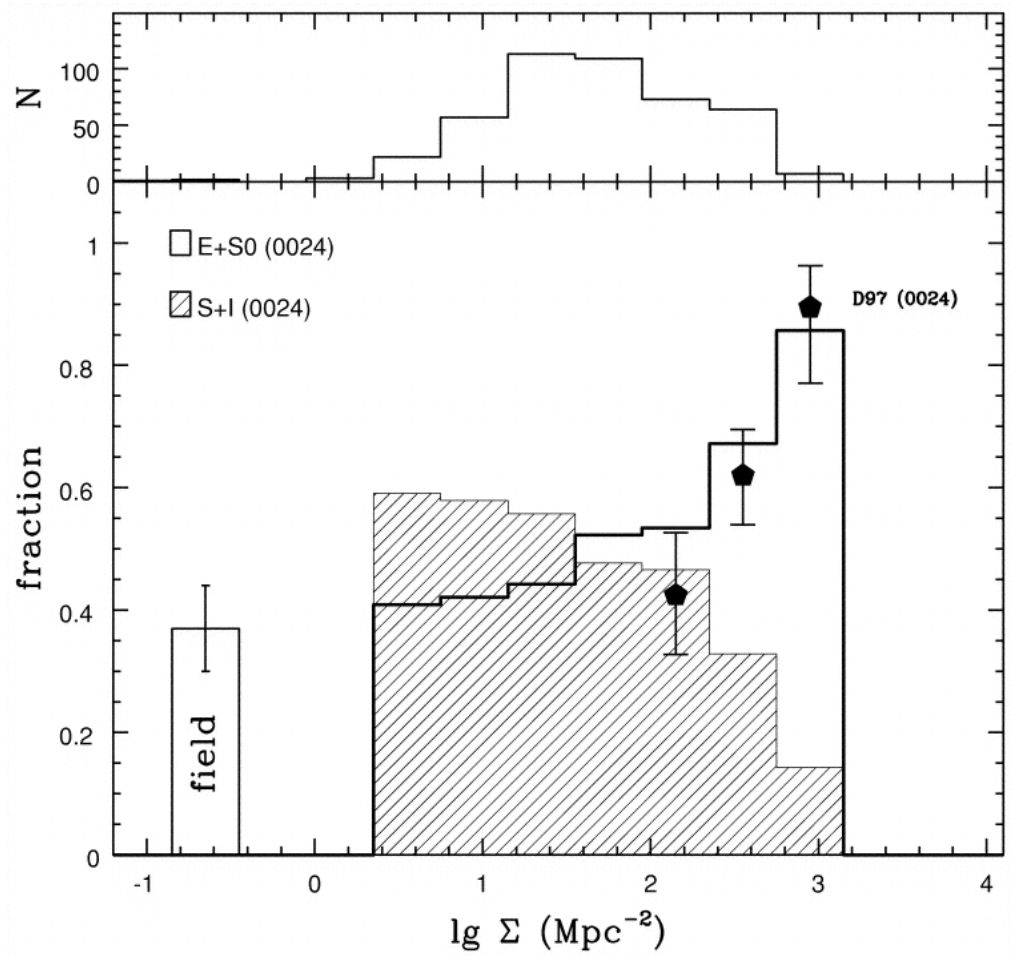 N
100
50
0
E+S0 (0024)
S+I (0024)
D97 (0024)
fraction
1
0.8
0.6
0.4
0.2
0
field
-1 0 1 2 3 4
lg Σ (Mpc⁻²)